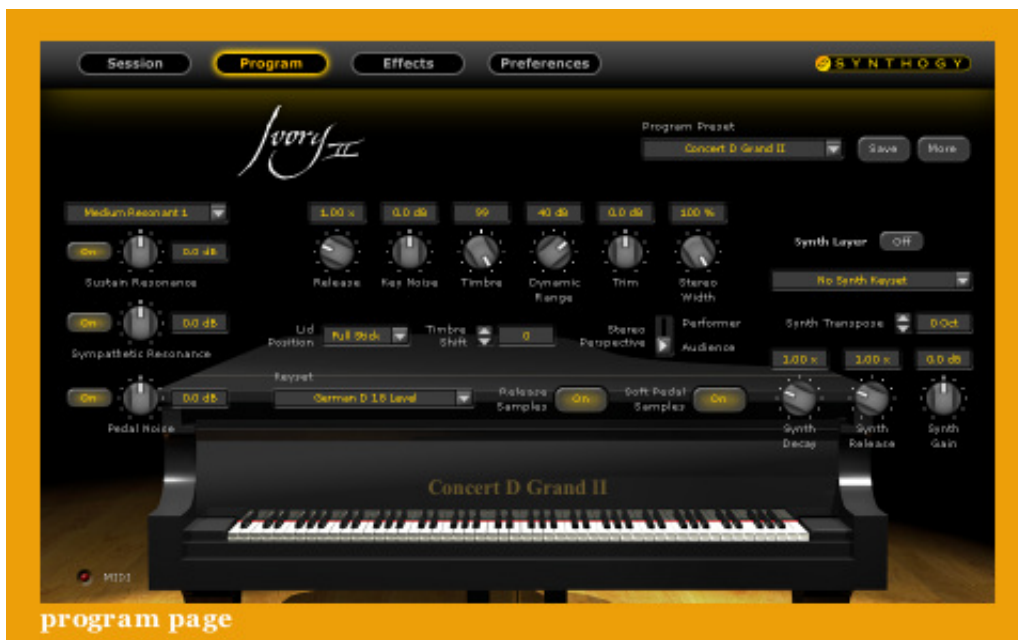 Session Program Effects Preferences SYNTHOGY
Ivory II
Program Preset
Concert D Grand II Save More
Medium Resonant 1 1.00 x 0.0 dB 99 40 dB 0.0 dB 100 %
On 0.0 dB
Synth Layer Off
Sustain Resonance Release Key Noise Timbre Dynamic Range Trim Stereo Width
No Synth Keyset
On 0.0 dB
Lid Position Full Stick Timbre Shift 0 Stereo Perspective Performer Audience
Synth Transpose 0 Oct
Sympathetic Resonance
1.00 x 1.00 x 0.0 dB
Keyset
On 0.0 dB German D 18 Level Release Samples On Soft Pedal Samples On
Pedal Noise
Synth Decay Synth Release Synth Gain
Concert D Grand II
MIDI
program page